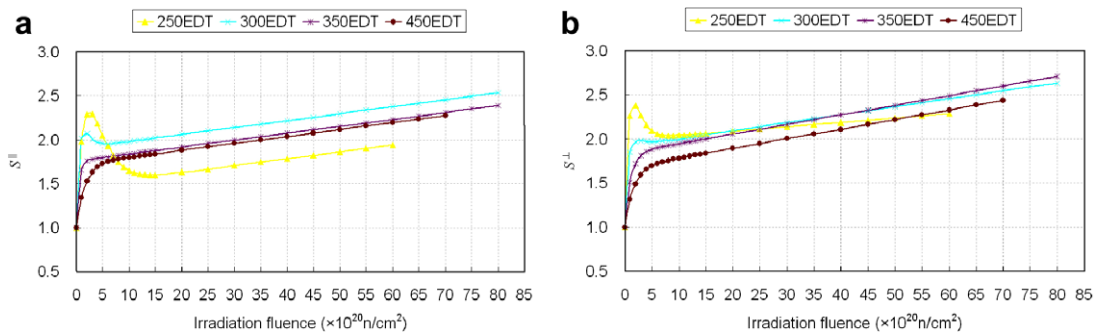 a
250EDT 300EDT 350EDT 450EDT
3.0
2.5
2.0
1.5
1.0
0.5
S∥
0 5 10 15 20 25 30 35 40 45 50 55 60 65 70 75 80 85
Irradiation fluence (×10²⁰n/cm²)
b
250EDT 300EDT 350EDT 450EDT
3.0
2.5
2.0
1.5
1.0
0.5
S⊥
0 5 10 15 20 25 30 35 40 45 50 55 60 65 70 75 80 85
Irradiation fluence (×10²⁰n/cm²)